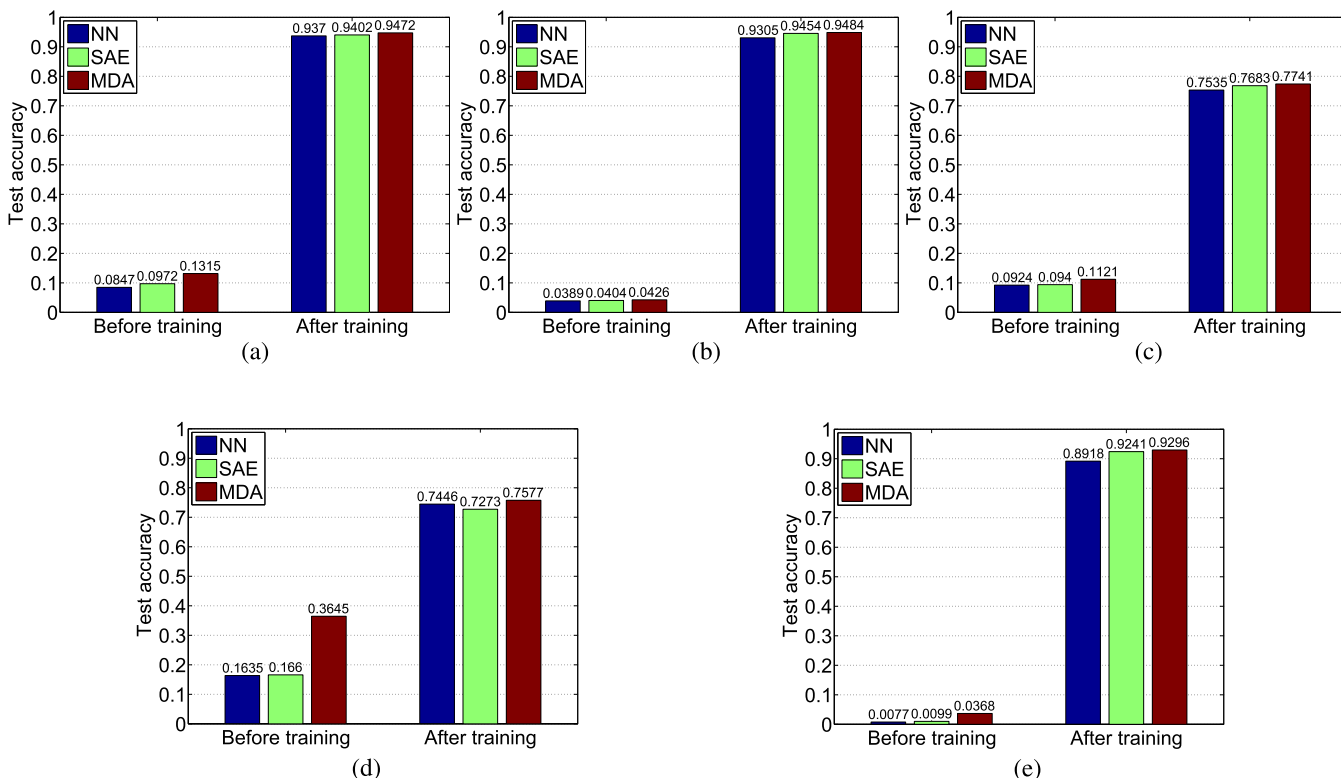 Test accuracy
1
0.9
0.8
0.7
0.6
0.5
0.4
0.3
0.2
0.1
0
NN
SAE
MDA
0.0847 0.0972 0.1315
0.937 0.9402 0.9472
Before training After training
(a)
Test accuracy
1
0.9
0.8
0.7
0.6
0.5
0.4
0.3
0.2
0.1
0
NN
SAE
MDA
0.0389 0.0404 0.0426
0.9305 0.9454 0.9484
Before training After training
(b)
Test accuracy
1
0.9
0.8
0.7
0.6
0.5
0.4
0.3
0.2
0.1
0
NN
SAE
MDA
0.0924 0.094 0.1121
0.7535 0.7683 0.7741
Before training After training
(c)
Test accuracy
1
0.9
0.8
0.7
0.6
0.5
0.4
0.3
0.2
0.1
0
NN
SAE
MDA
0.1635 0.166 0.3645
0.7446 0.7273 0.7577
Before training After training
(d)
Test accuracy
1
0.9
0.8
0.7
0.6
0.5
0.4
0.3
0.2
0.1
0
NN
SAE
MDA
0.0077 0.0099 0.0368
0.8918 0.9241 0.9296
Before training After training
(e)